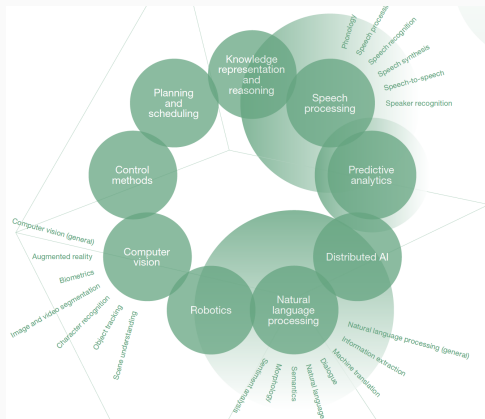 Knowledge
representation
and
reasoning
Speech
processing
Predictive
analytics
Distributed AI
Natural
language
processing
Robotics
Computer
vision
Control
methods
Planning
and
scheduling
Phonology
Speech
Speech recognition
Speech synthesis
Speech-to-speech
Speaker recognition
Natural language processing (general)
Information extraction
Machine translation
Dialogue
Natural language
Semantics
Morphology
Sentiment analysis
Computer vision (general)
Augmented reality
Biometrics
Image and video segmentation
Character recognition
Object tracking
Scene understanding